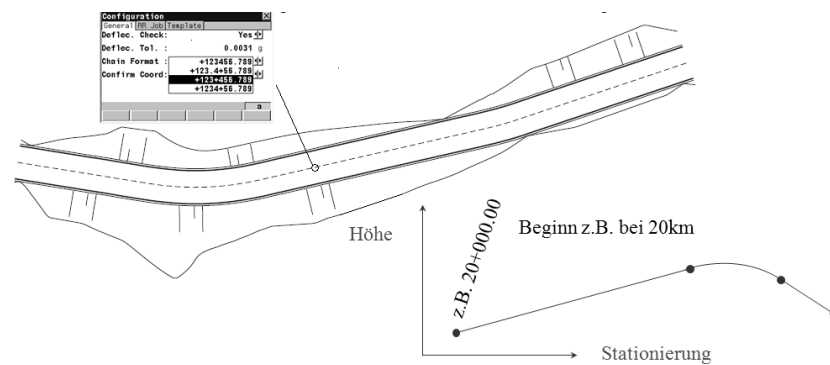 Configuration
General RR Job Template
Deflec. Check: Yes
Deflec. Tol. : 0.0031 g
Chain Format : +123456.789
+123.4+56.789
Confirm Coord: +123+456.789
+1234+56.789
a
Höhe
z.B. 20+000.00
Beginn z.B. bei 20km
Stationierung